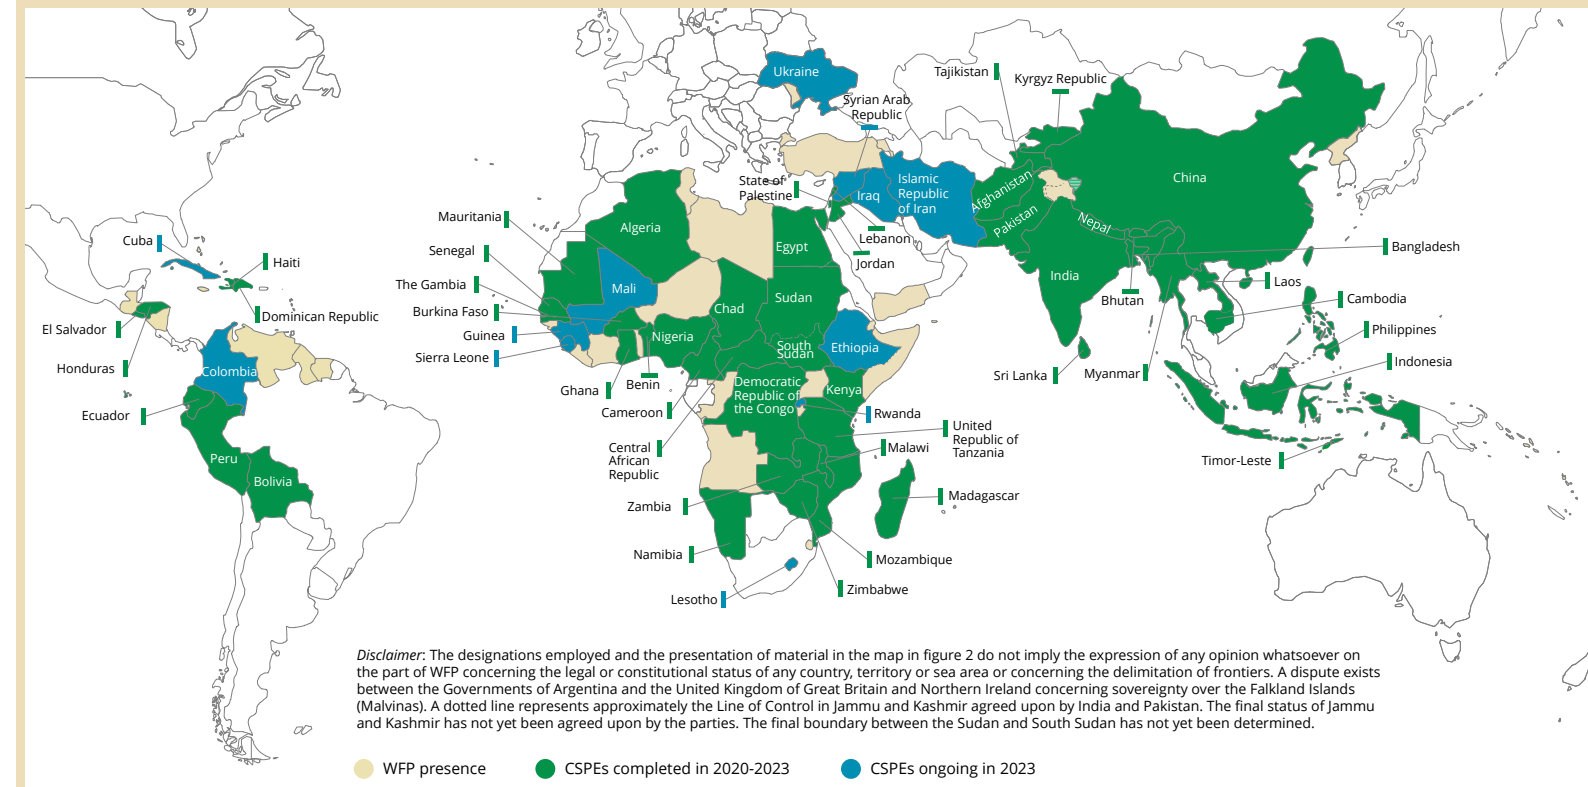 Ukraine
Tajikistan
Kyrgyz Republic
Syrian Arab
Republic
China
State of
Palestine
Iraq
Islamic
Republic
of Iran
Afghanistan
Pakistan
Nepal
Mauritania
Algeria
Egypt
Lebanon
Jordan
Bangladesh
Cuba
Haiti
Senegal
India
Laos
The Gambia
Mali
Chad
Sudan
Bhutan
Cambodia
Dominican Republic
Burkina Faso
El Salvador
Guinea
Nigeria
Philippines
Sierra Leone
South
Sudan
Ethiopia
Indonesia
Honduras
Colombia
Sri Lanka
Myanmar
Ghana
Benin
Democratic
Republic of
the Congo
Kenya
Ecuador
Cameroon
Rwanda
United
Republic of
Tanzania
Peru
Central
African
Republic
Malawi
Timor-Leste
Bolivia
Zambia
Madagascar
Namibia
Mozambique
Zimbabwe
Lesotho
Disclaimer: The designations employed and the presentation of material in the map in figure 2 do not imply the expression of any opinion whatsoever on
the part of WFP concerning the legal or constitutional status of any country, territory or sea area or concerning the delimitation of frontiers. A dispute exists
between the Governments of Argentina and the United Kingdom of Great Britain and Northern Ireland concerning sovereignty over the Falkland Islands
(Malvinas). A dotted line represents approximately the Line of Control in Jammu and Kashmir agreed upon by India and Pakistan. The final status of Jammu
and Kashmir has not yet been agreed upon by the parties. The final boundary between the Sudan and South Sudan has not yet been determined.
WFP presence
CSPEs completed in 2020-2023
CSPEs ongoing in 2023